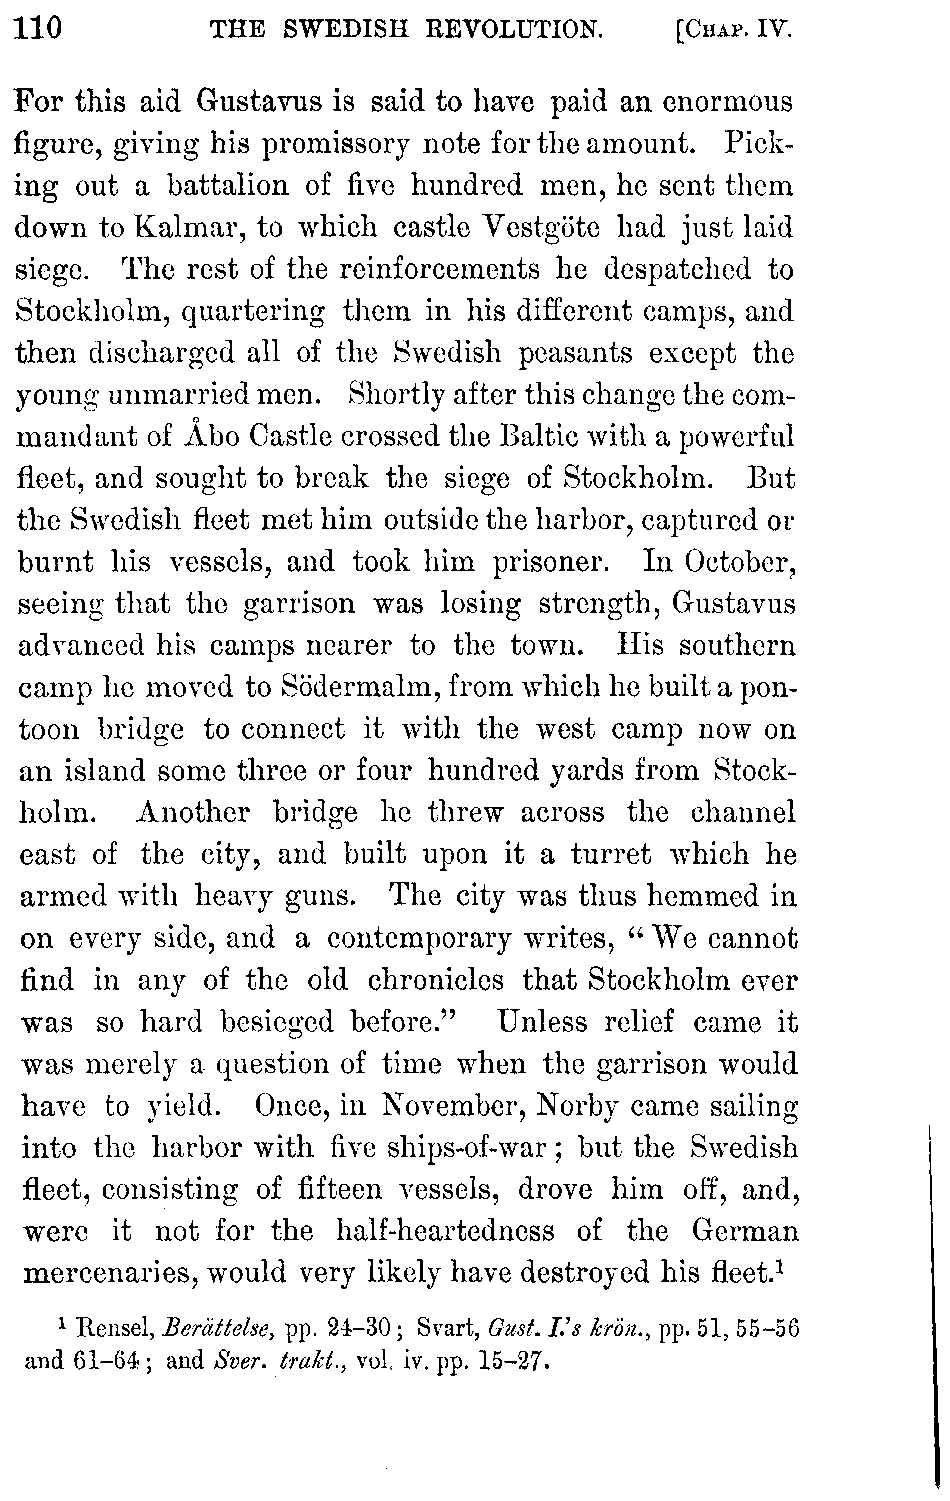 110 THE SWEDISH REVOLUTION. [CHAP. IV.
For this aid Gustavus is said to have paid an enormous
figure, giving his promissory note for the amount. Pick-
ing out a battalion of five hundred men, he sent them
down to Kalmar, to which castle Vestgöte had just laid
siege. The rest of the reinforcements he despatched to
Stockholm, quartering them in his different camps, and
then discharged all of the Swedish peasants except the
young unmarried men. Shortly after this change the com-
mandant of Åbo Castle crossed the Baltic with a powerful
fleet, and sought to break the siege of Stockholm. But
the Swedish fleet met him outside the harbor, captured or
burnt his vessels, and took him prisoner. In October,
seeing that the garrison was losing strength, Gustavus
advanced his camps nearer to the town. His southern
camp he moved to Södermalm, from which he built a pon-
toon bridge to connect it with the west camp now on
an island some three or four hundred yards from Stock-
holm. Another bridge he threw across the channel
east of the city, and built upon it a turret which he
armed with heavy guns. The city was thus hemmed in
on every side, and a contemporary writes, “We cannot
find in any of the old chronicles that Stockholm ever
was so hard besieged before.” Unless relief came it
was merely a question of time when the garrison would
have to yield. Once, in November, Norby came sailing
into the harbor with five ships-of-war; but the Swedish
fleet, consisting of fifteen vessels, drove him off, and,
were it not for the half-heartedness of the German
mercenaries, would very likely have destroyed his fleet.¹
¹ Rensel, Berättelse, pp. 24–30; Svart, Gust. I.'s krön., pp. 51, 55–56
and 61–64; and Sver. trakt., vol. iv. pp. 15–27.